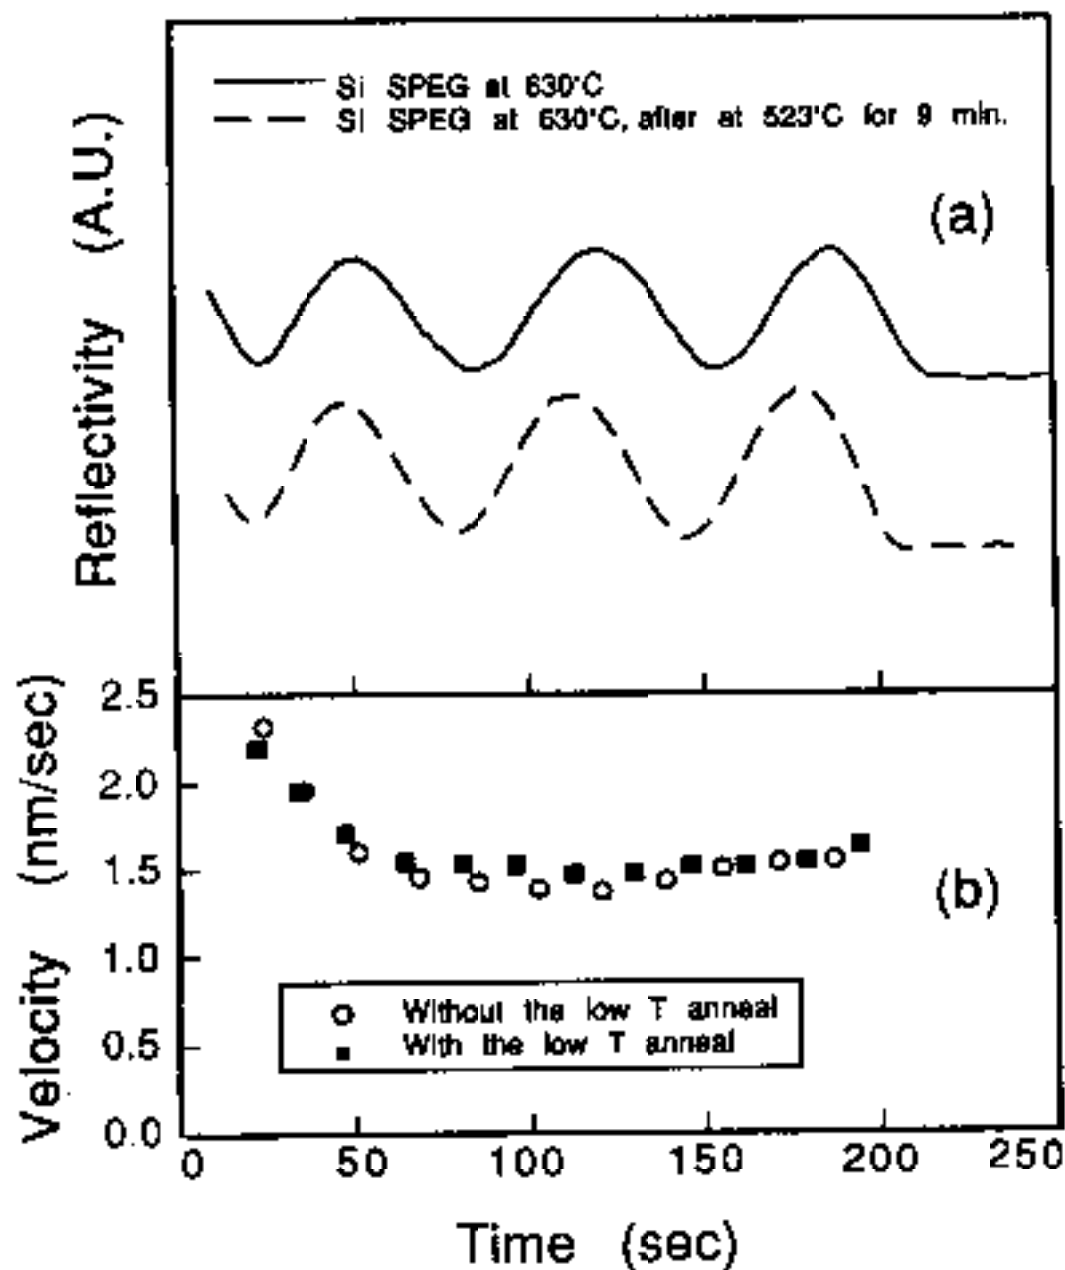 Si SPEG at 630°C
Si SPEG at 630°C, after at 523°C for 9 min.
(a)
Reflectivity (A.U.)
2.5
2.0
1.5
1.0
0.5
0.0
Velocity (nm/sec)
(b)
Without the low T anneal
With the low T anneal
0 50 100 150 200 250
Time (sec)